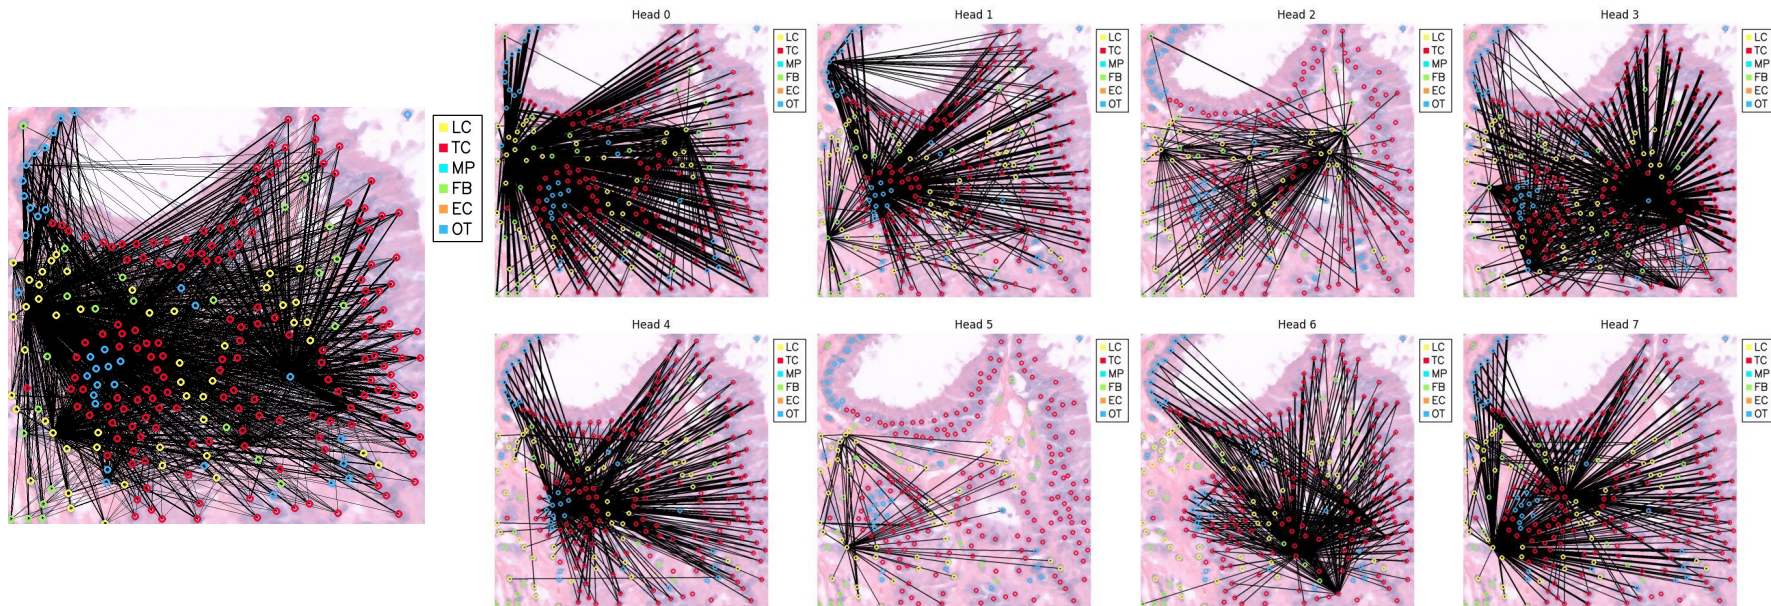 LC
TC
MP
FB
EC
OT
Head 0
LC
TC
MP
FB
EC
OT
Head 1
LC
TC
MP
FB
EC
OT
Head 2
LC
TC
MP
FB
EC
OT
Head 3
LC
TC
MP
FB
EC
OT
Head 4
LC
TC
MP
FB
EC
OT
Head 5
LC
TC
MP
FB
EC
OT
Head 6
LC
TC
MP
FB
EC
OT
Head 7
LC
TC
MP
FB
EC
OT